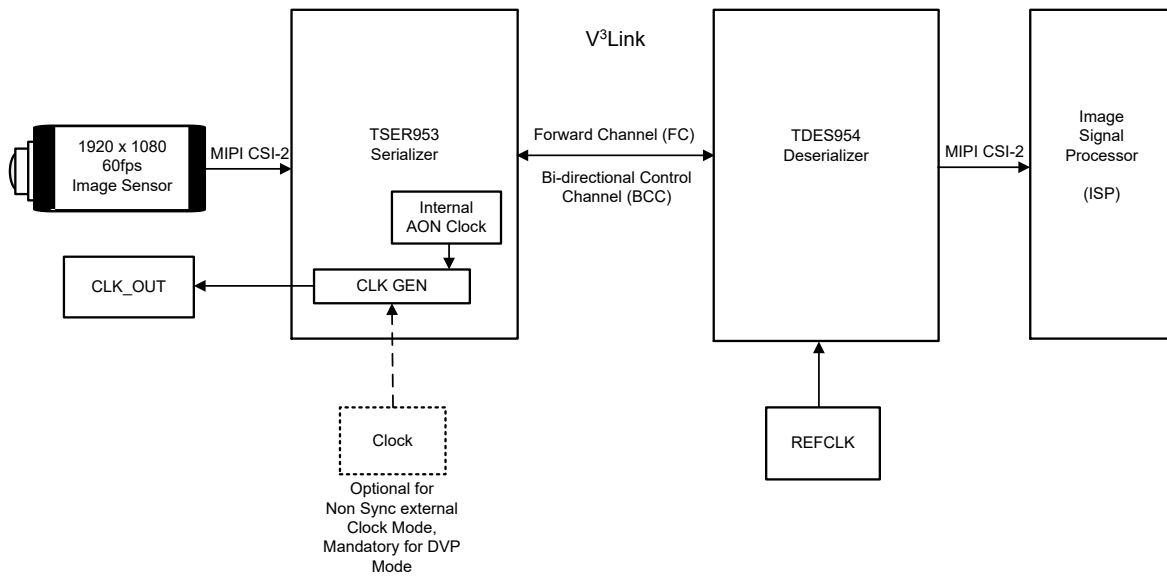 V³Link
1920 x 1080
60fps
Image Sensor
MIPI CSI-2
TSER953
Serializer
Forward Channel (FC)
Bi-directional Control
Channel (BCC)
TDES954
Deserializer
MIPI CSI-2
Image
Signal
Processor
(ISP)
Internal
AON Clock
CLK_OUT
CLK GEN
Clock
Optional for
Non Sync external
Clock Mode,
Mandatory for DVP
Mode
REFCLK